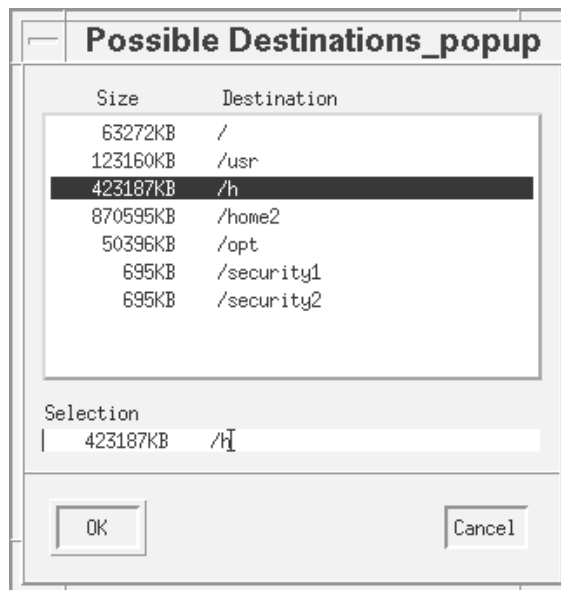 Possible Destinations_popup
Size Destination
63272KB /
123160KB /usr
423187KB /h
870595KB /home2
50396KB /opt
695KB /security1
695KB /security2
Selection
423187KB /h
OK Cancel